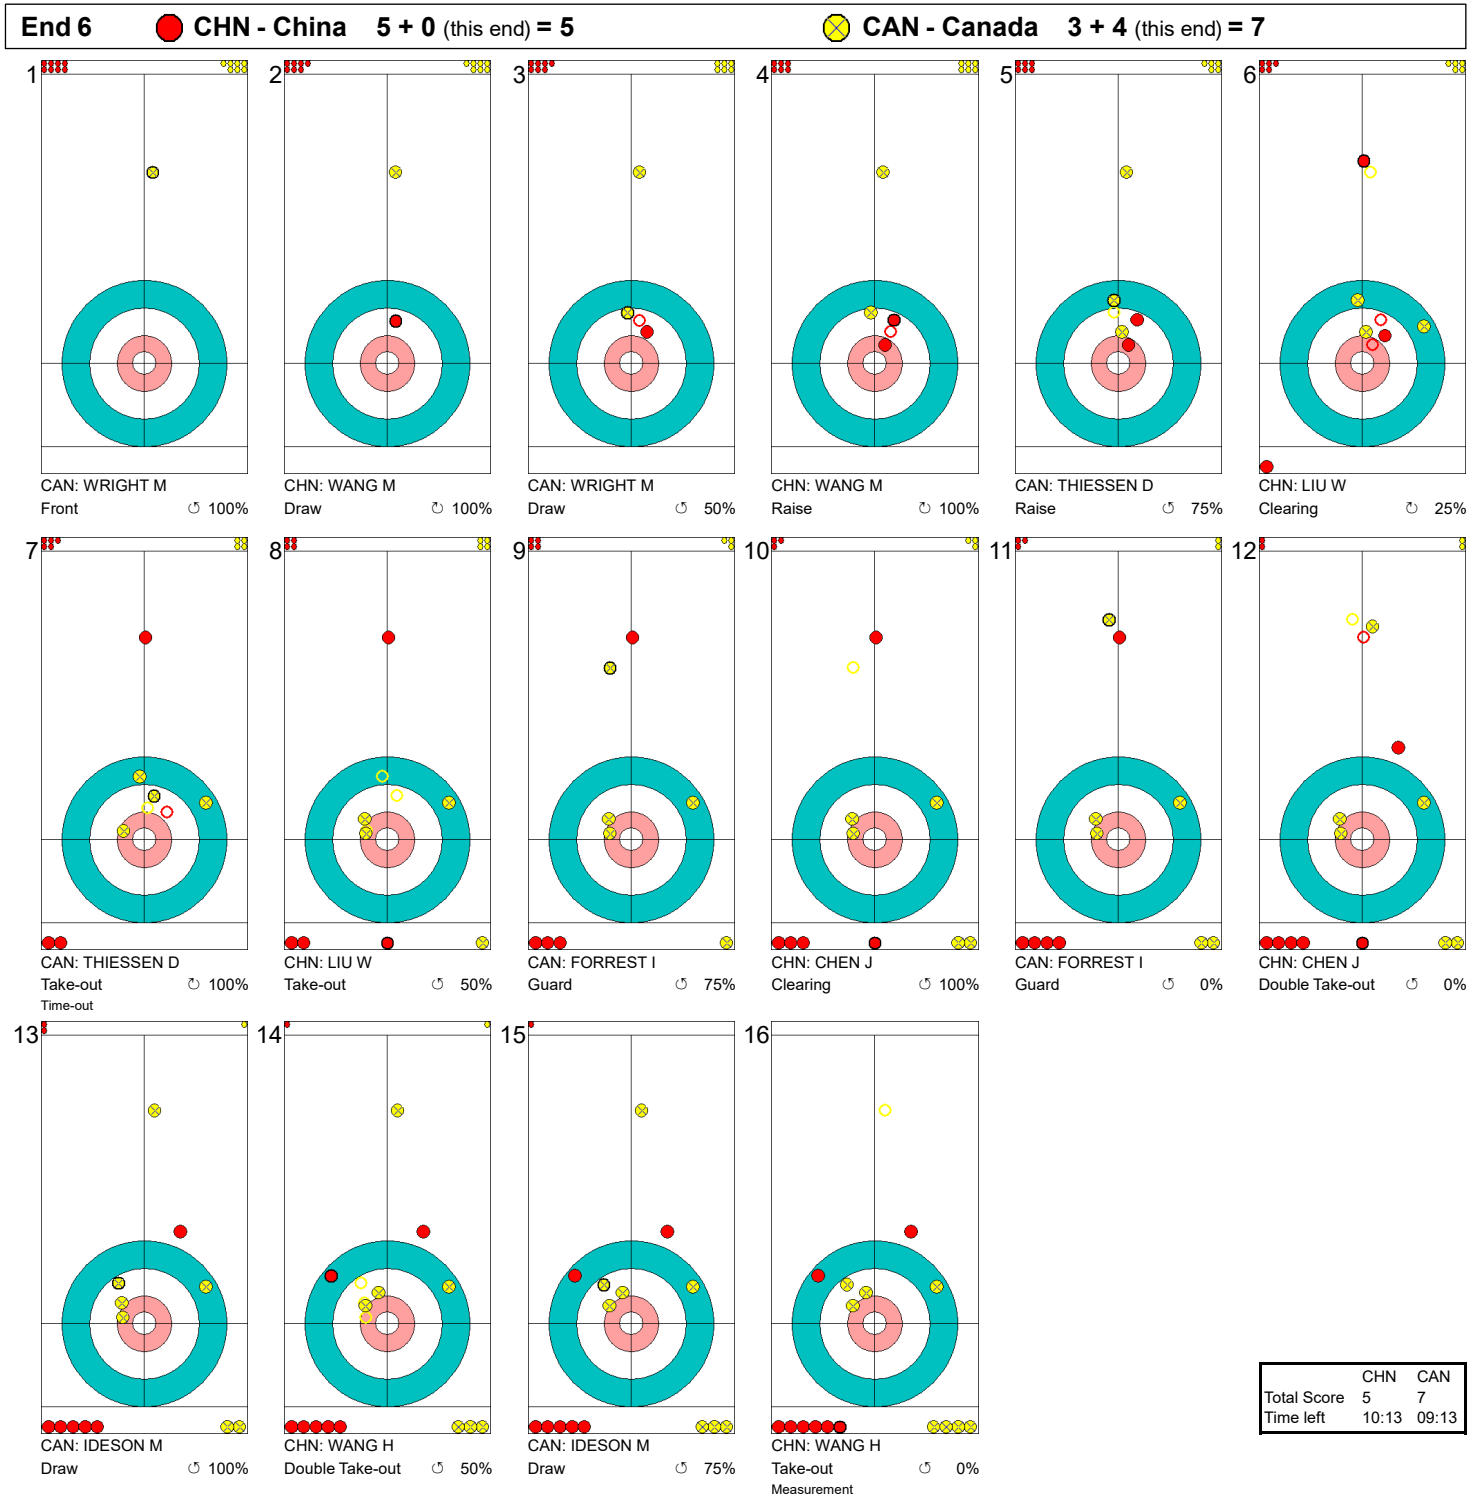 End 6 CHN - China 5 + 0 (this end) = 5 CAN - Canada 3 + 4 (this end) = 7
1 2 3 4 5 6
CAN: WRIGHT M CHN: WANG M CAN: WRIGHT M CHN: WANG M CAN: THIESSEN D CHN: LIU W
Front ↺ 100% Draw ↻ 100% Draw ↺ 50% Raise ↻ 100% Raise ↺ 75% Clearing ↻ 25%
7 8 9 10 11 12
CAN: THIESSEN D CHN: LIU W CAN: FORREST I CHN: CHEN J CAN: FORREST I CHN: CHEN J
Take-out ↻ 100% Take-out ↺ 50% Guard ↺ 75% Clearing ↺ 100% Guard ↺ 0% Double Take-out ↺ 0%
Time-out
13 14 15 16
CAN: IDESON M CHN: WANG H CAN: IDESON M CHN: WANG H
Draw ↺ 100% Double Take-out ↺ 50% Draw ↺ 75% Take-out ↺ 0%
Measurement
CHN CAN
Total Score 5 7
Time left 10:13 09:13